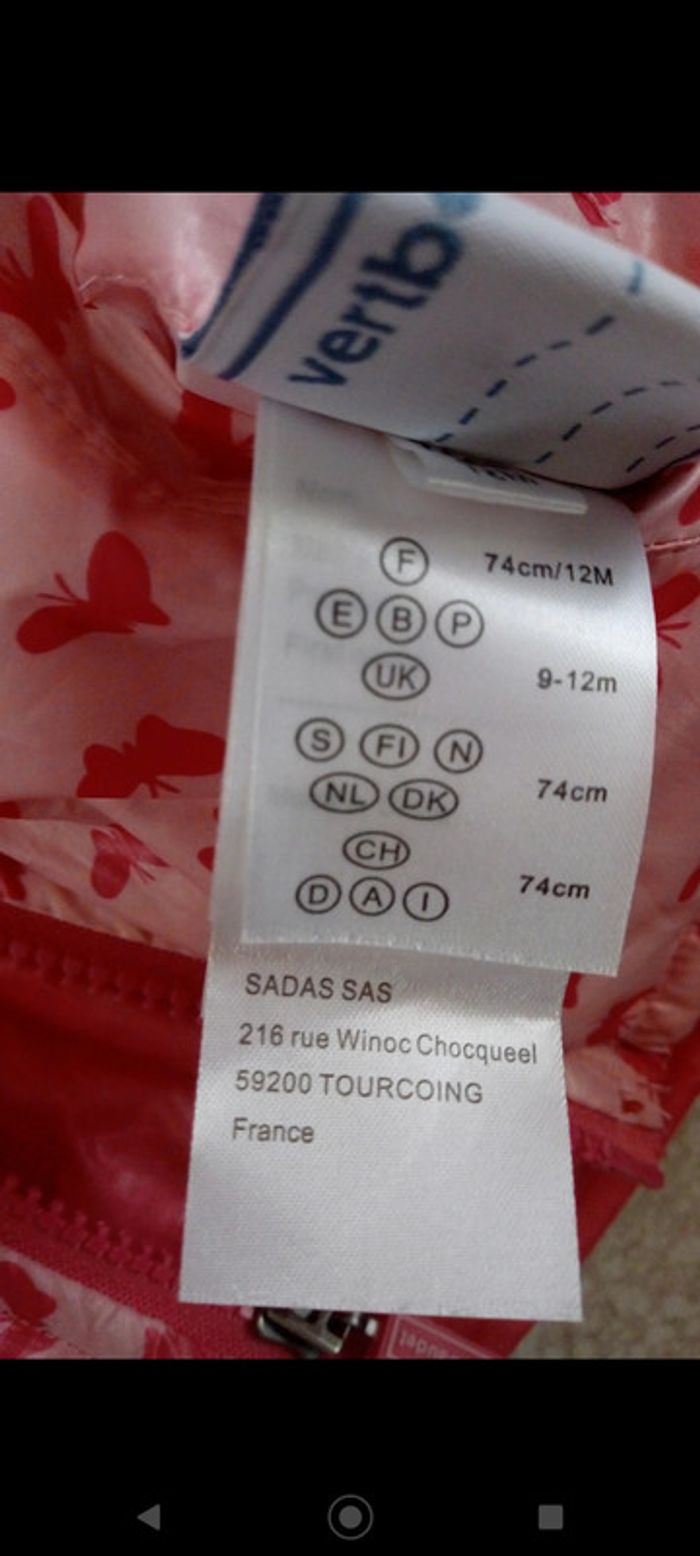 vertb
F 74cm/12M
E B P
UK 9-12m
S FI N
NL DK 74cm
CH
D A I 74cm
SADAS SAS
216 rue Winoc Chocqueel
59200 TOURCOING
France